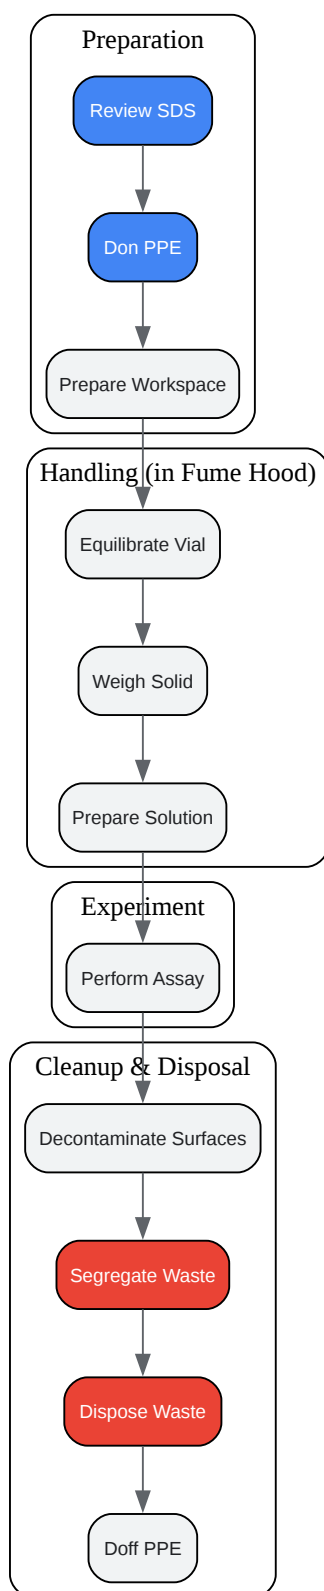 Preparation
Review SDS
Don PPE
Prepare Workspace
Handling (in Fume Hood)
Equilibrate Vial
Weigh Solid
Prepare Solution
Experiment
Perform Assay
Cleanup & Disposal
Decontaminate Surfaces
Segregate Waste
Dispose Waste
Doff PPE